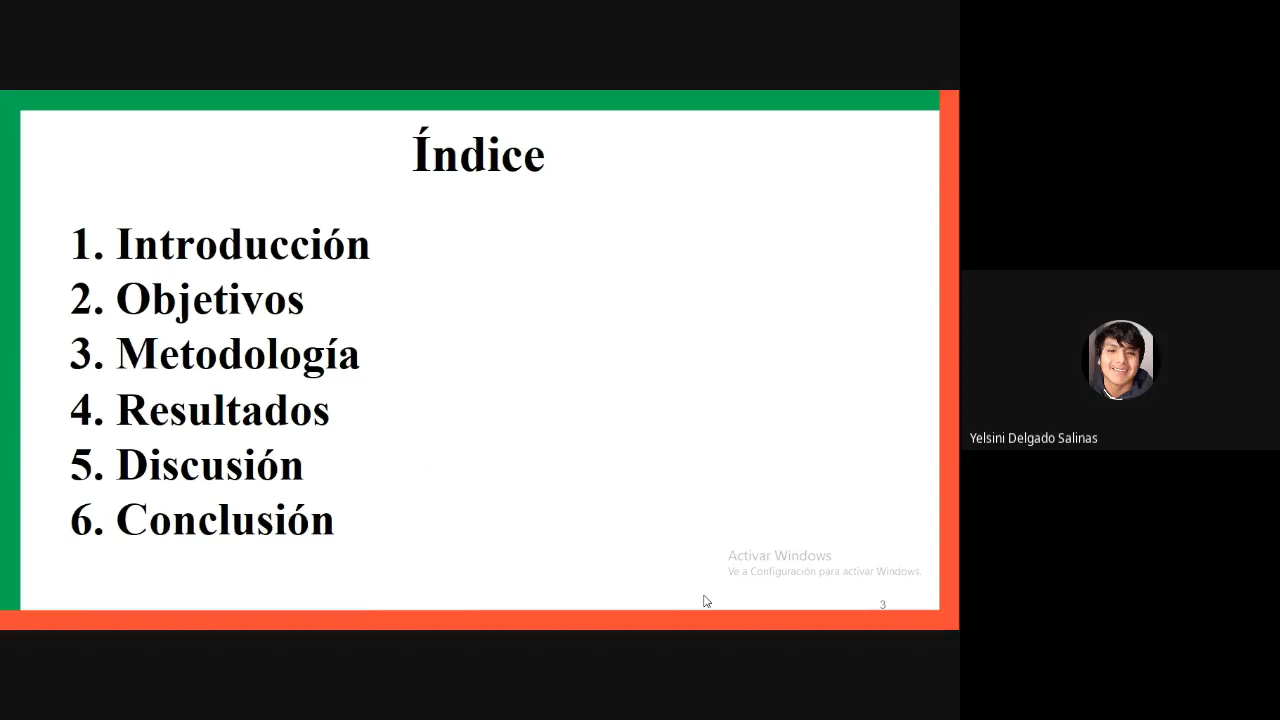 Índice
1. Introducción
2. Objetivos
3. Metodología
4. Resultados
5. Discusión
6. Conclusión
Activar Windows
Ve a Configuración para activar Windows.
3
Yelsini Delgado Salinas